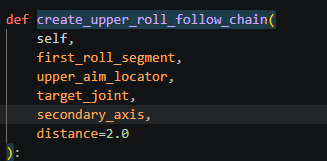 def create_upper_roll_follow_chain(
    self,
    first_roll_segment,
    upper_aim_locator,
    target_joint,
    secondary_axis,
    distance=2.0
):